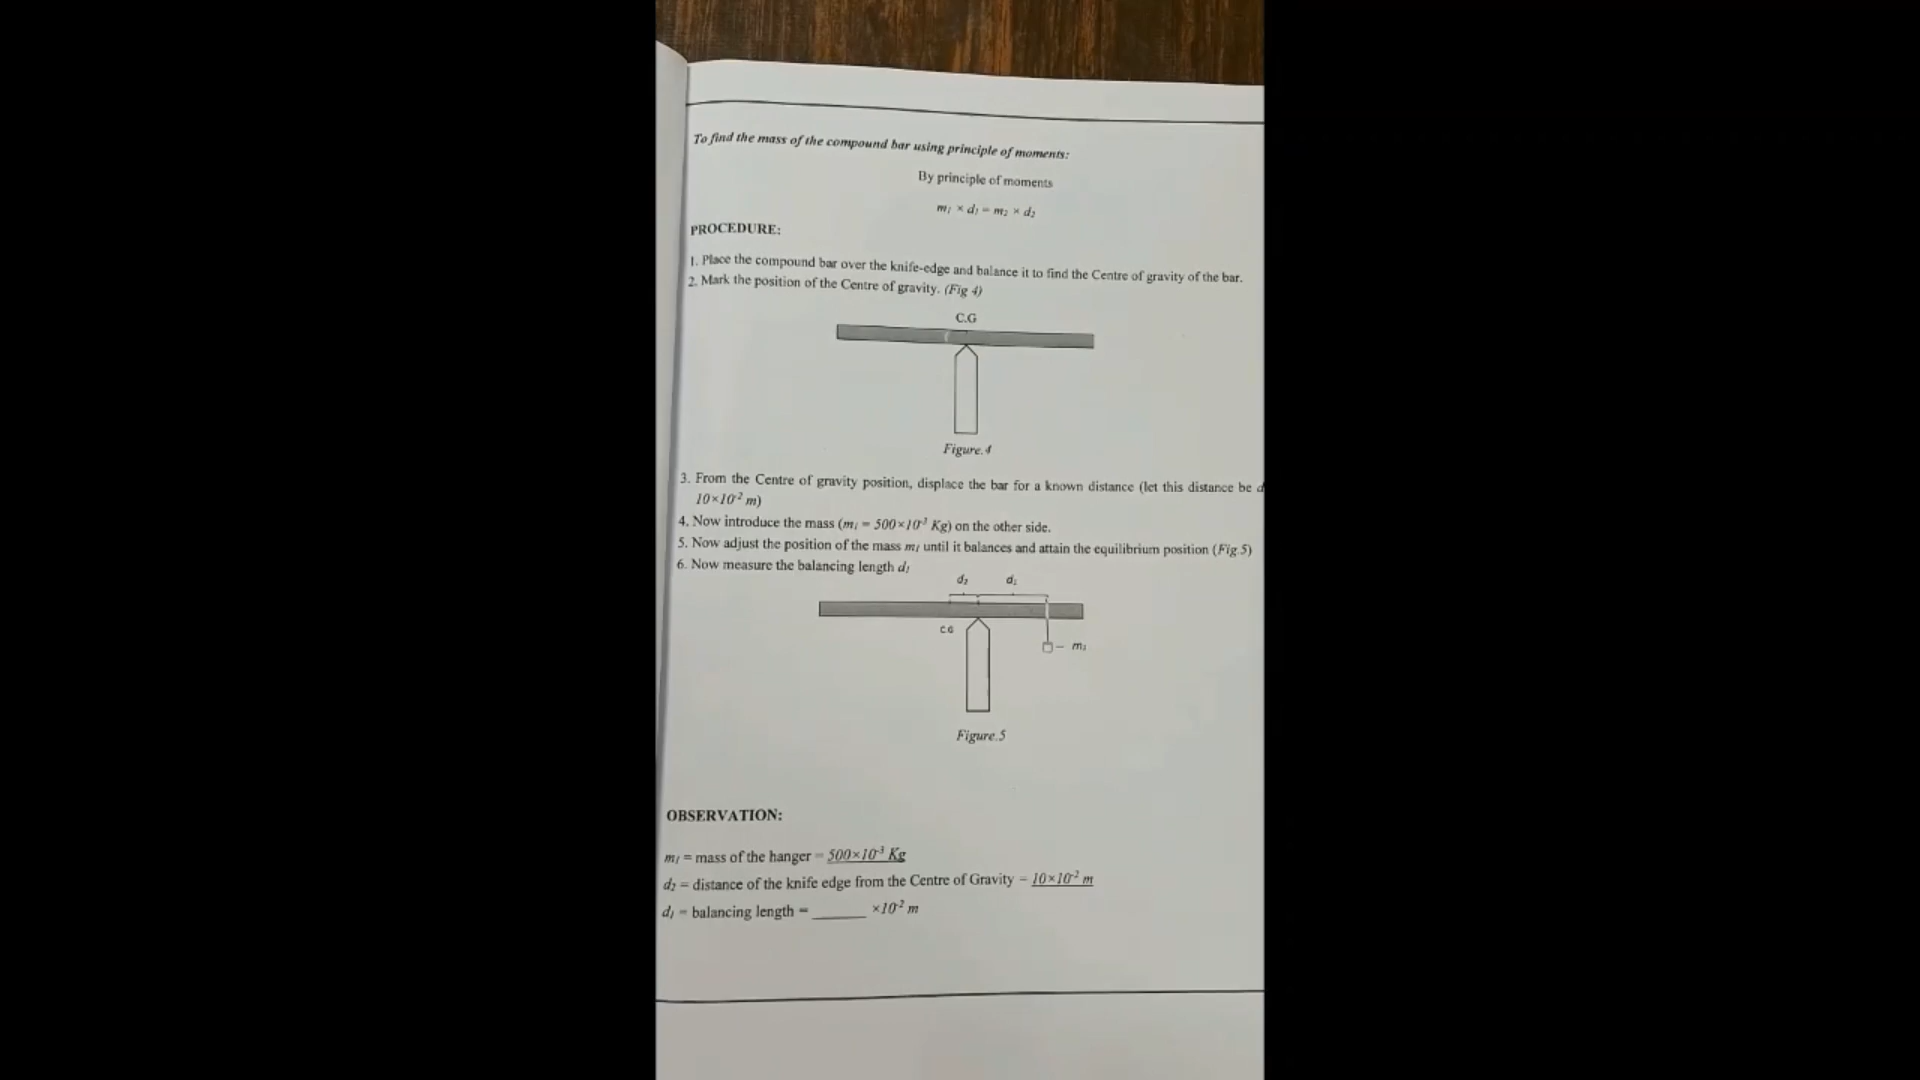 To find the mass of the compound bar using principle of moments:
By principle of moments
m₁ × d₁ = m₂ × d₂
PROCEDURE:
1. Place the compound bar over the knife-edge and balance it to find the Centre of gravity of the bar.
2. Mark the position of the Centre of gravity. (Fig 4)
C.G
Figure.4
3. From the Centre of gravity position, displace the bar for a known distance (let this distance be d
10×10⁻² m)
4. Now introduce the mass (m₁ = 500×10⁻³ Kg) on the other side.
5. Now adjust the position of the mass m₁ until it balances and attain the equilibrium position (Fig 5)
6. Now measure the balancing length d₁
d₂ d₁
CG
m₁
Figure.5
OBSERVATION:
m₁ = mass of the hanger = 500×10⁻³ Kg
d₂ = distance of the knife edge from the Centre of Gravity = 10×10⁻² m
d₁ = balancing length = ______ ×10⁻² m